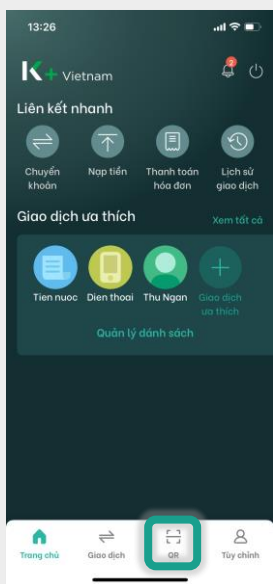 13:26
K+ Vietnam
2
Liên kết nhanh
Chuyển khoản
Nạp tiền
Thanh toán hóa đơn
Lịch sử giao dịch
Giao dịch ưa thích
Xem tất cả
Tien nuoc
Dien thoai
Thu Ngan
Giao dịch ưa thích
Quản lý danh sách
Trang chủ
Giao dịch
QR
Tùy chỉnh